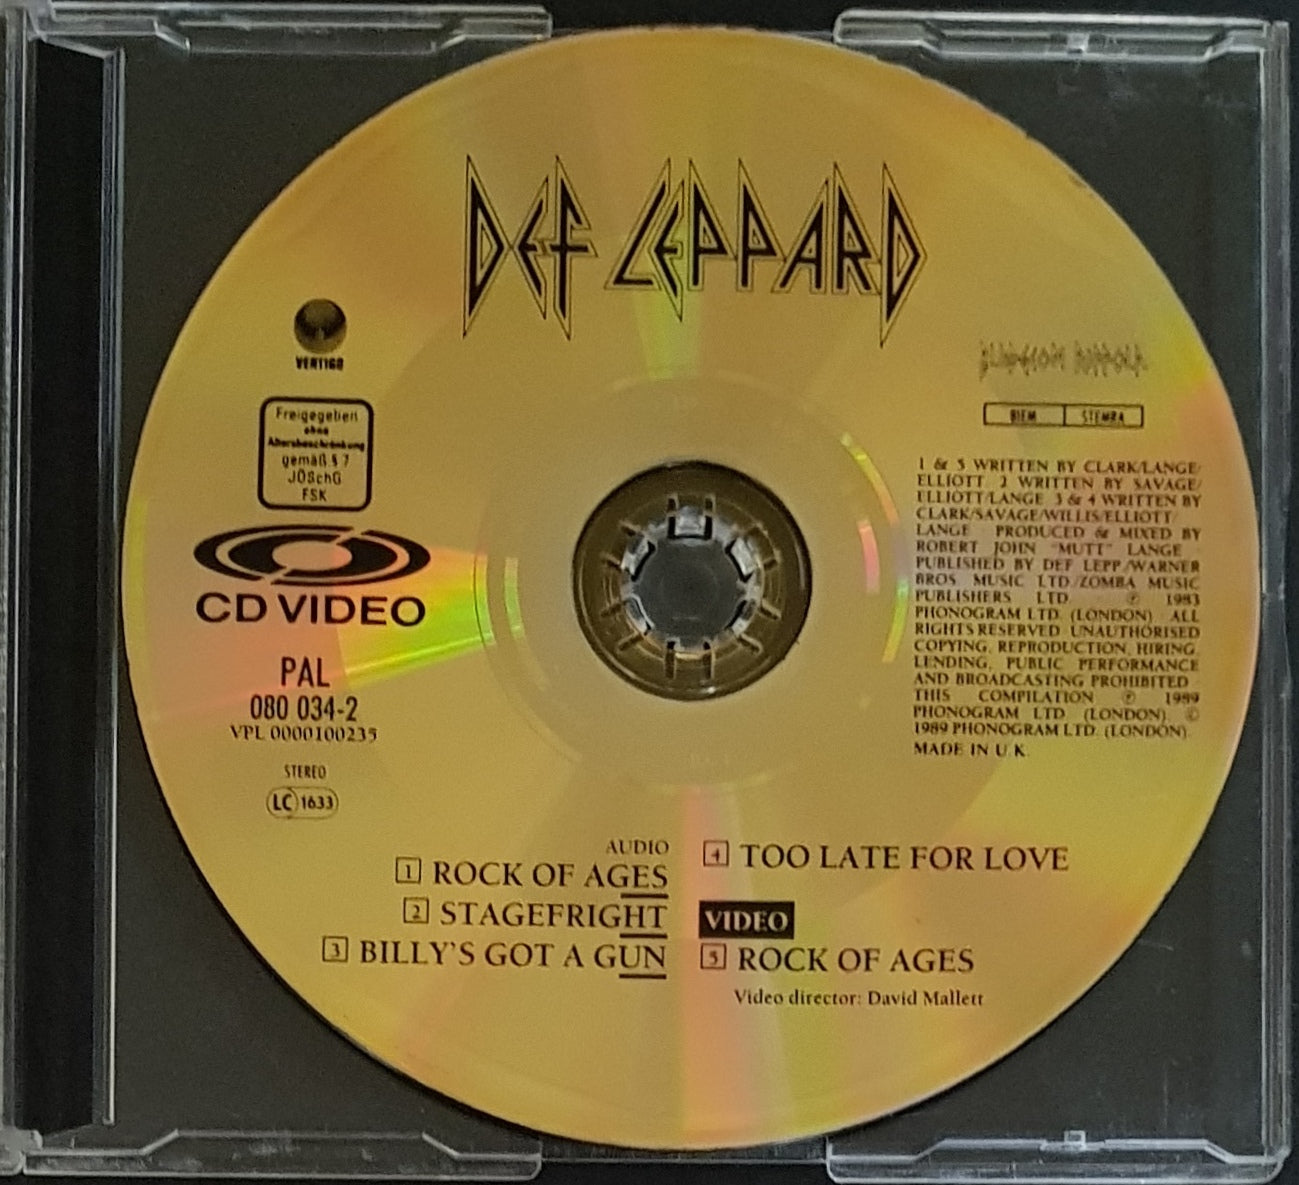 DEF LEPPARD
VERTIGO
Freigegeben
ohne
Altersbeschränkung
gemäß § 7
JÖSchG
FSK
CD VIDEO
PAL
080 034-2
VPL 0000100235
STEREO
LC 1633
BIEM STEMRA
1 & 5 WRITTEN BY CLARK/LANGE/
ELLIOTT 2 WRITTEN BY SAVAGE/
ELLIOTT/LANGE 3 & 4 WRITTEN BY
CLARK/SAVAGE/WILLIS/ELLIOTT/
LANGE PRODUCED & MIXED BY
ROBERT JOHN "MUTT" LANGE
PUBLISHED BY DEF LEPP/WARNER
BROS MUSIC LTD/ZOMBA MUSIC
PUBLISHERS LTD ℗ 1983
PHONOGRAM LTD. (LONDON) ALL
RIGHTS RESERVED UNAUTHORISED
COPYING, REPRODUCTION, HIRING,
LENDING, PUBLIC PERFORMANCE
AND BROADCASTING PROHIBITED
THIS COMPILATION ℗ 1989
PHONOGRAM LTD (LONDON) ©
1989 PHONOGRAM LTD. (LONDON)
MADE IN U K
AUDIO
1 ROCK OF AGES
2 STAGEFRIGHT
3 BILLY'S GOT A GUN
4 TOO LATE FOR LOVE
VIDEO
5 ROCK OF AGES
Video director: David Mallett